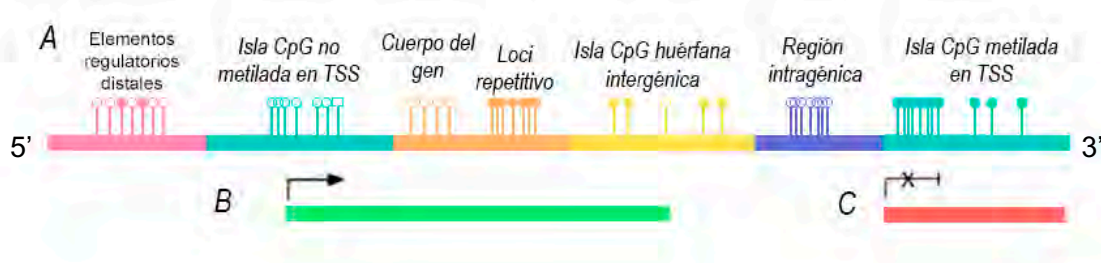 A
Elementos
regulatorios
distales
Isla CpG no
metilada en TSS
Cuerpo del
gen
Loci
repetitivo
Isla CpG huérfana
intergénica
Región
intragénica
Isla CpG metilada
en TSS
5'
3'
B
C